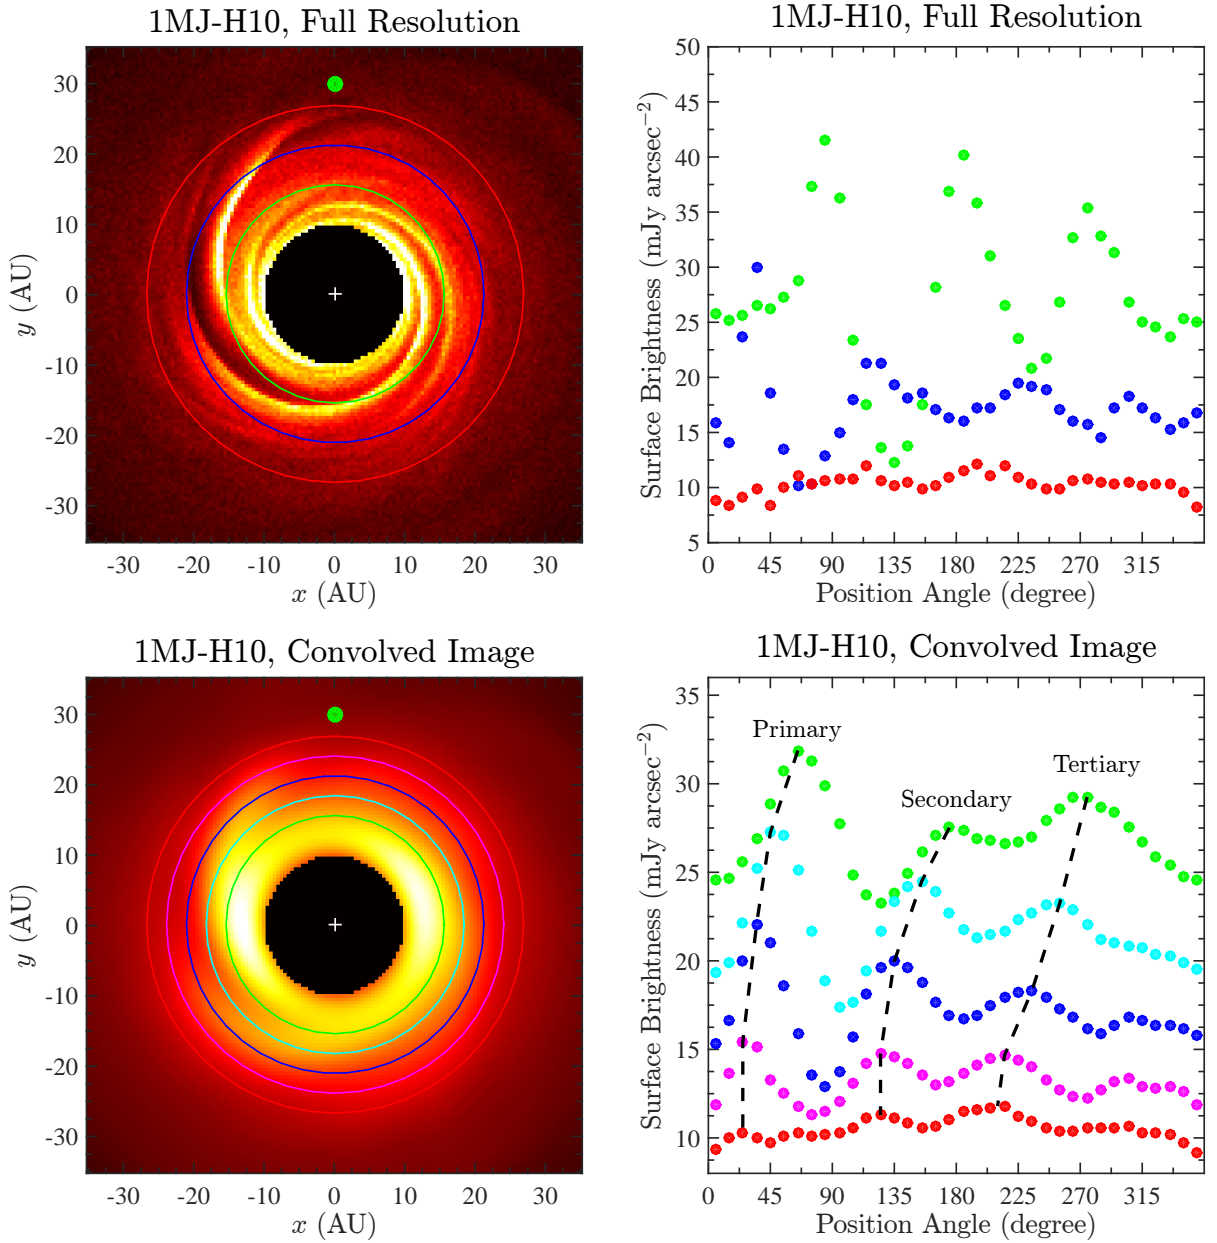 1MJ-H10, Full Resolution
30
20
10
0
-10
-20
-30
y (AU)
-30 -20 -10 0 10 20 30
x (AU)
1MJ-H10, Full Resolution
50
45
40
35
30
25
20
15
10
5
Surface Brightness (mJy arcsec−2)
0 45 90 135 180 225 270 315
Position Angle (degree)
1MJ-H10, Convolved Image
30
20
10
0
-10
-20
-30
y (AU)
-30 -20 -10 0 10 20 30
x (AU)
1MJ-H10, Convolved Image
35
30
25
20
15
10
Surface Brightness (mJy arcsec−2)
Primary
Tertiary
Secondary
0 45 90 135 180 225 270 315
Position Angle (degree)